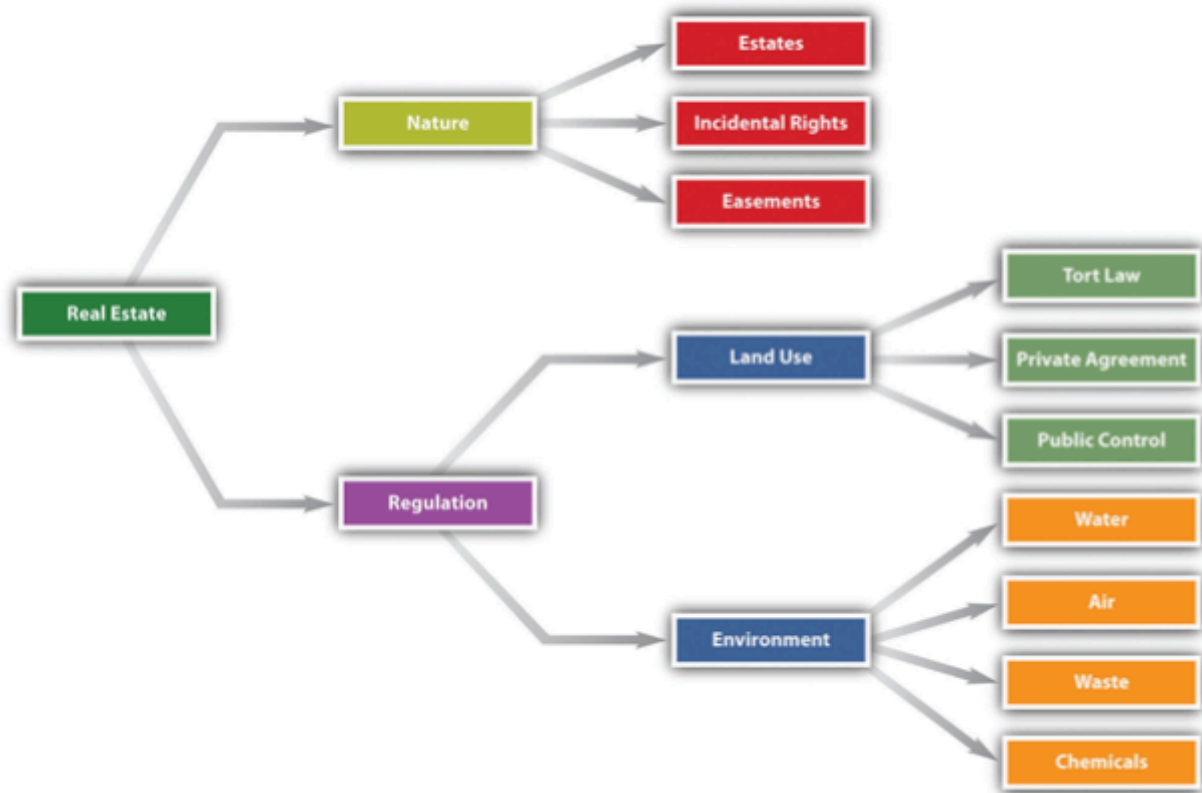 Estates
Nature
Incidental Rights
Easements
Real Estate
Tort Law
Land Use
Private Agreement
Public Control
Regulation
Water
Air
Environment
Waste
Chemicals